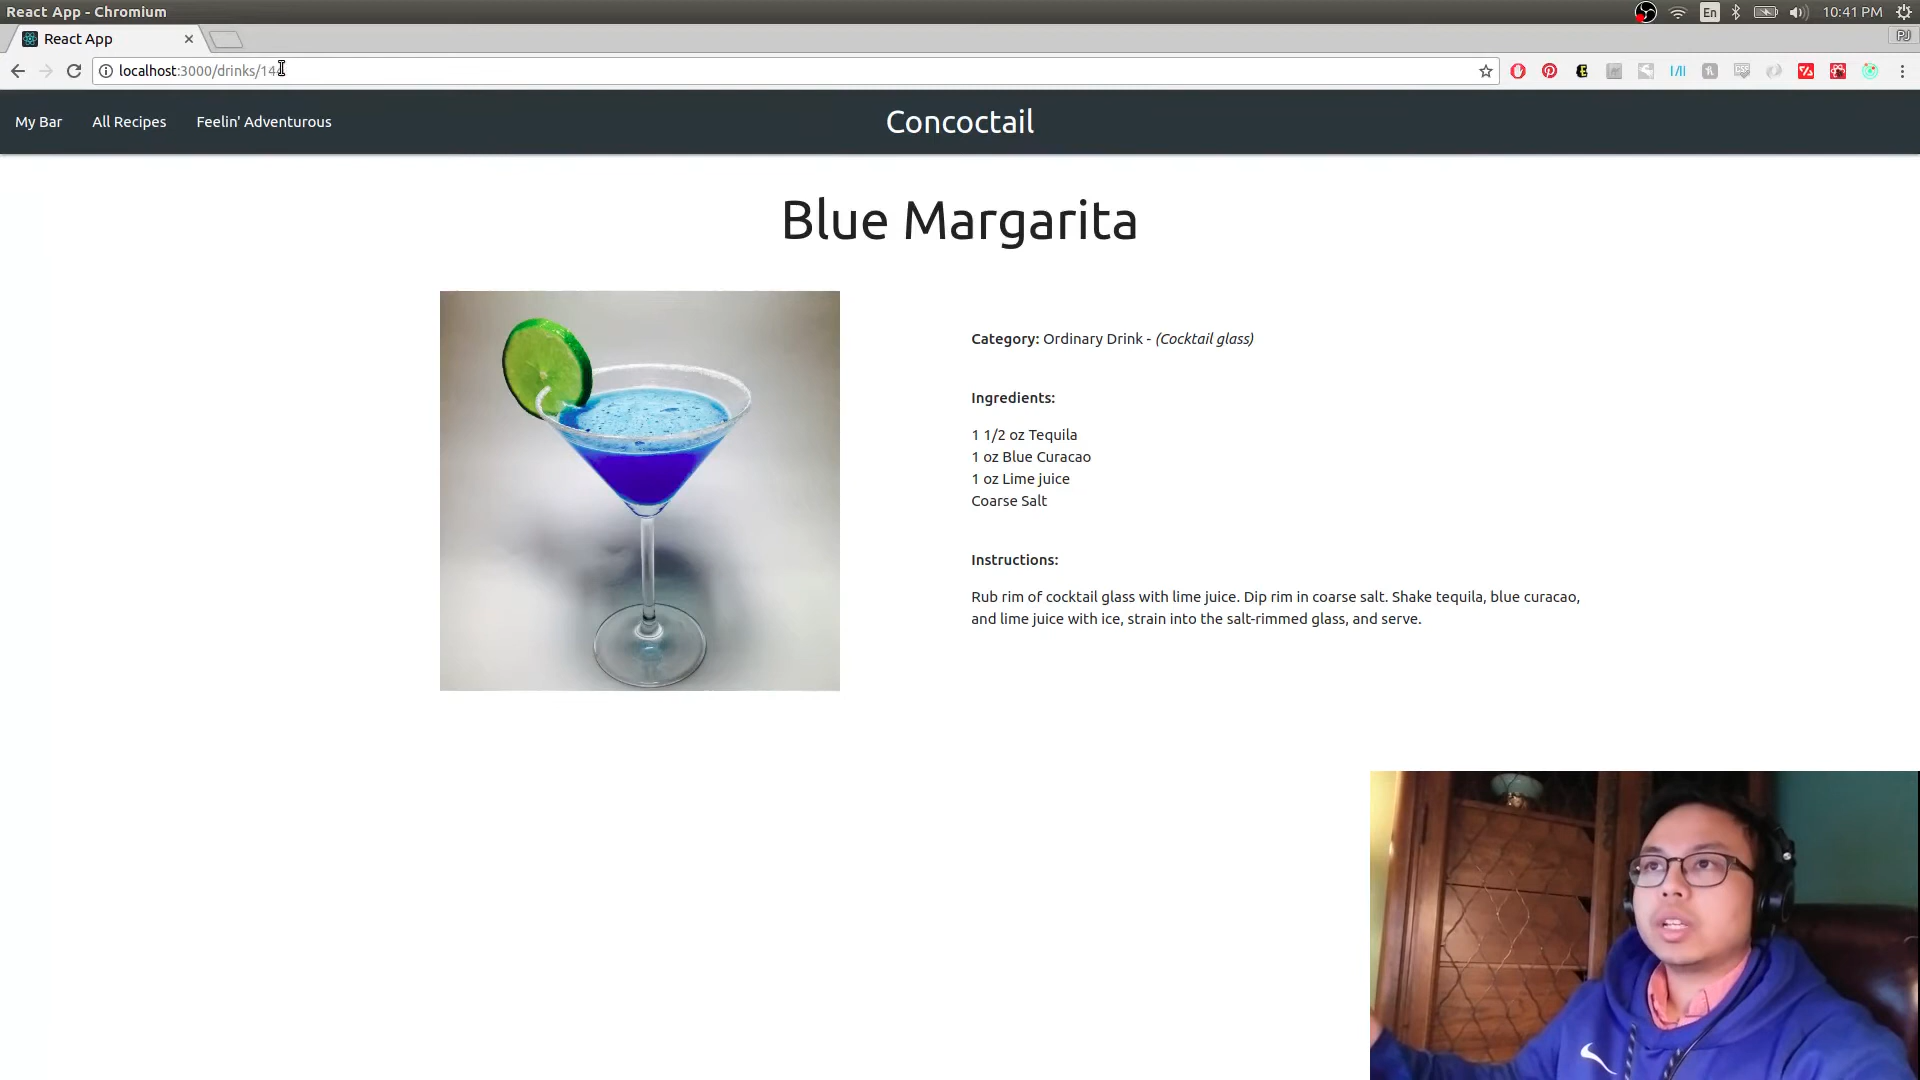 React App - Chromium
En
10:41 PM
React App
PJ
localhost:3000/drinks/14
My Bar
All Recipes
Feelin' Adventurous
Concoctail
Blue Margarita
Category: Ordinary Drink - (Cocktail glass)
Ingredients:
1 1/2 oz Tequila
1 oz Blue Curacao
1 oz Lime juice
Coarse Salt
Instructions:
Rub rim of cocktail glass with lime juice. Dip rim in coarse salt. Shake tequila, blue curacao,
and lime juice with ice, strain into the salt-rimmed glass, and serve.